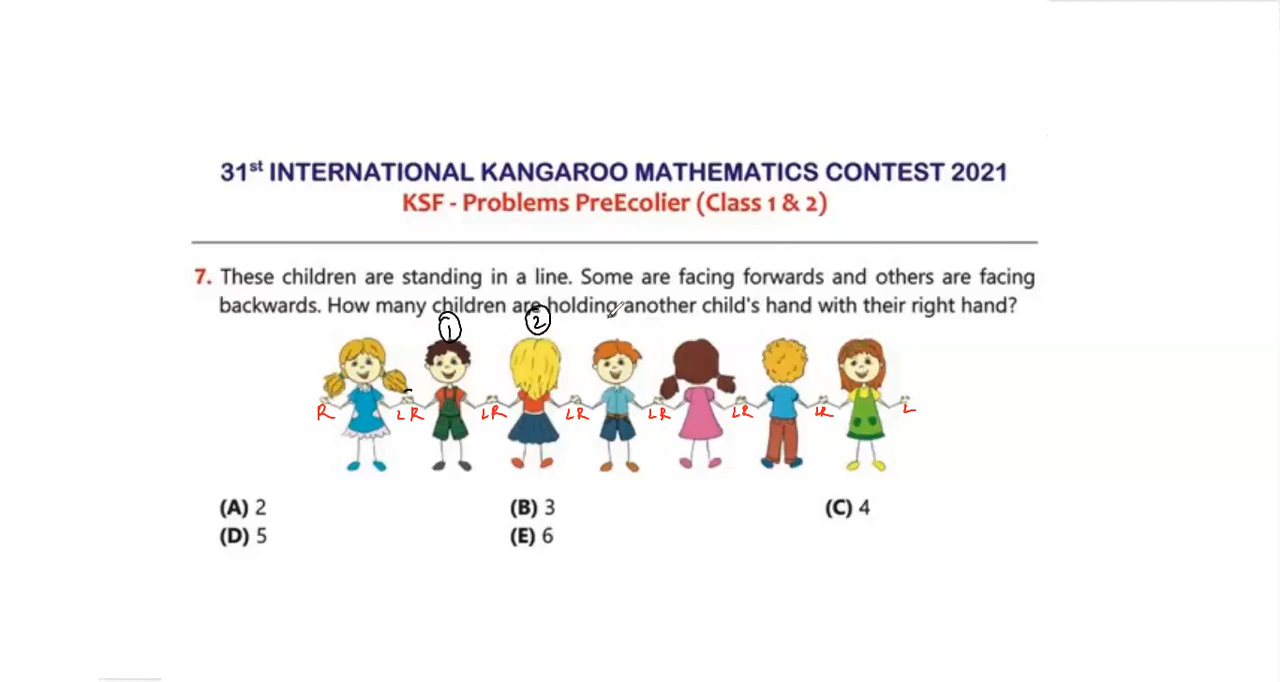 31st INTERNATIONAL KANGAROO MATHEMATICS CONTEST 2021
KSF - Problems PreEcolier (Class 1 & 2)
7. These children are standing in a line. Some are facing forwards and others are facing
backwards. How many children are holding another child's hand with their right hand?
1 2
R L R L R L R L R L R L R L
(A) 2 (B) 3 (C) 4
(D) 5 (E) 6